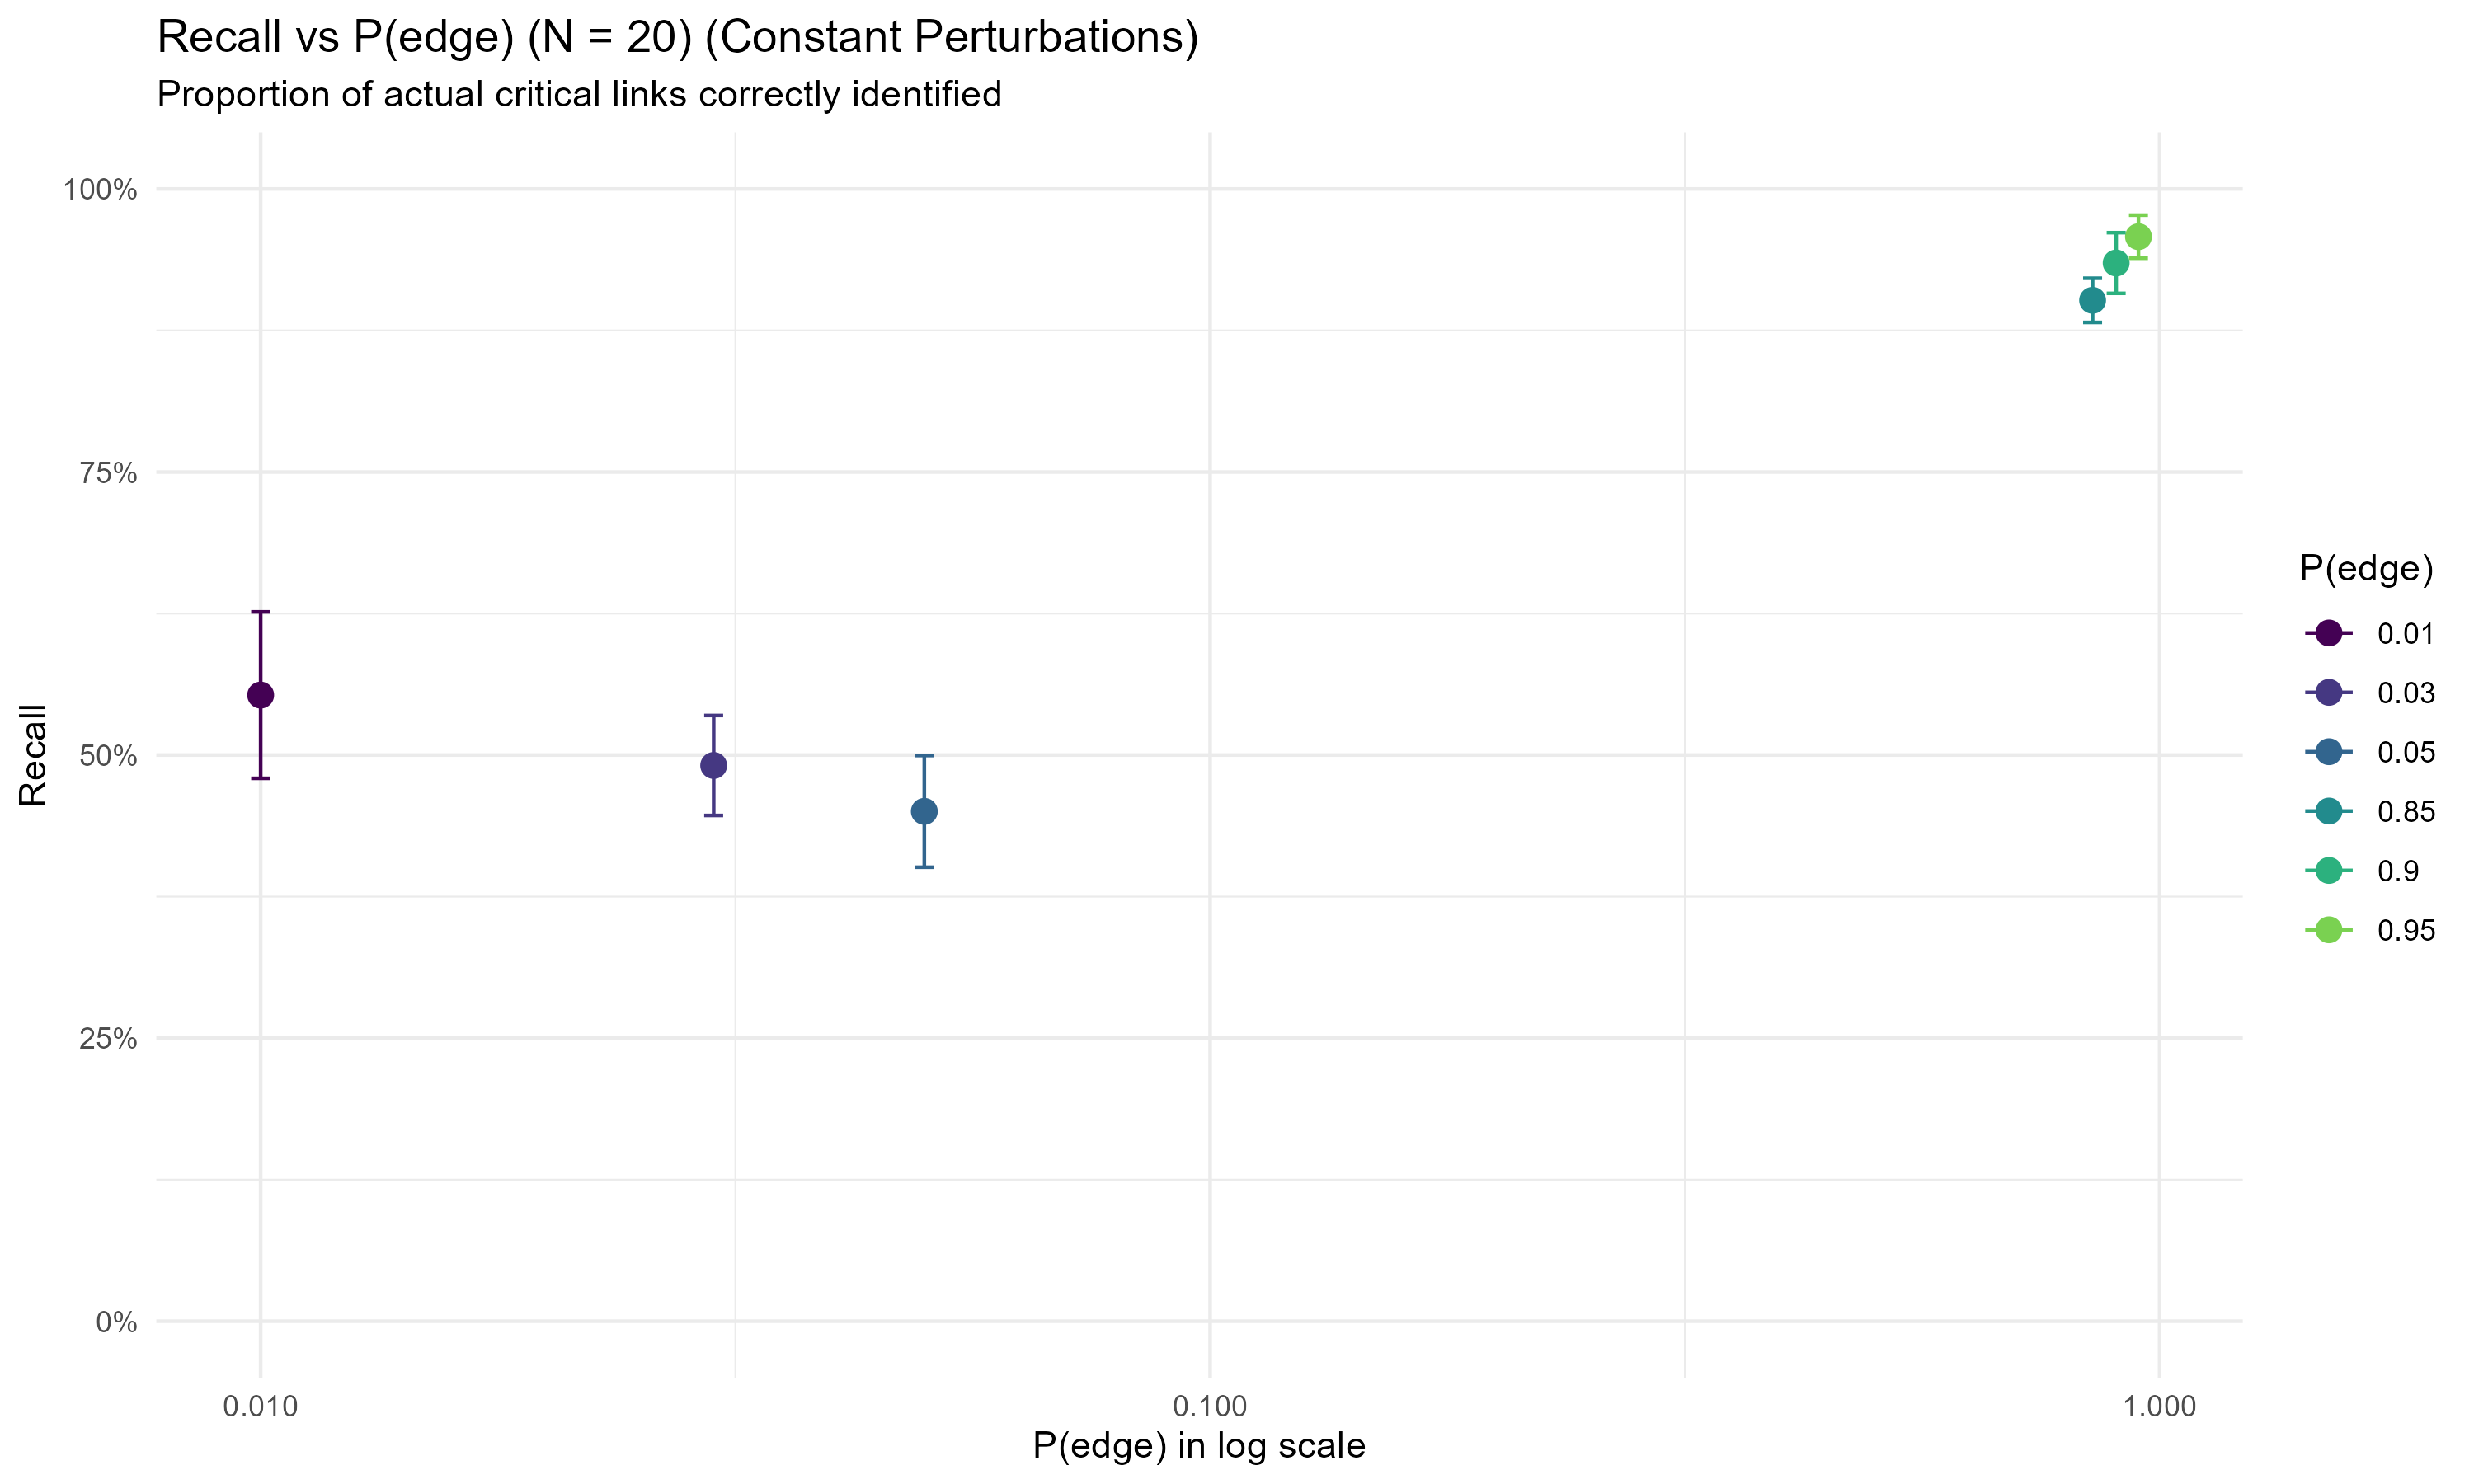 Recall vs P(edge) (N = 20) (Constant Perturbations)
Proportion of actual critical links correctly identified
100%
75%
50%
25%
0%
Recall
0.010
0.100
1.000
P(edge) in log scale
P(edge)
0.01
0.03
0.05
0.85
0.9
0.95